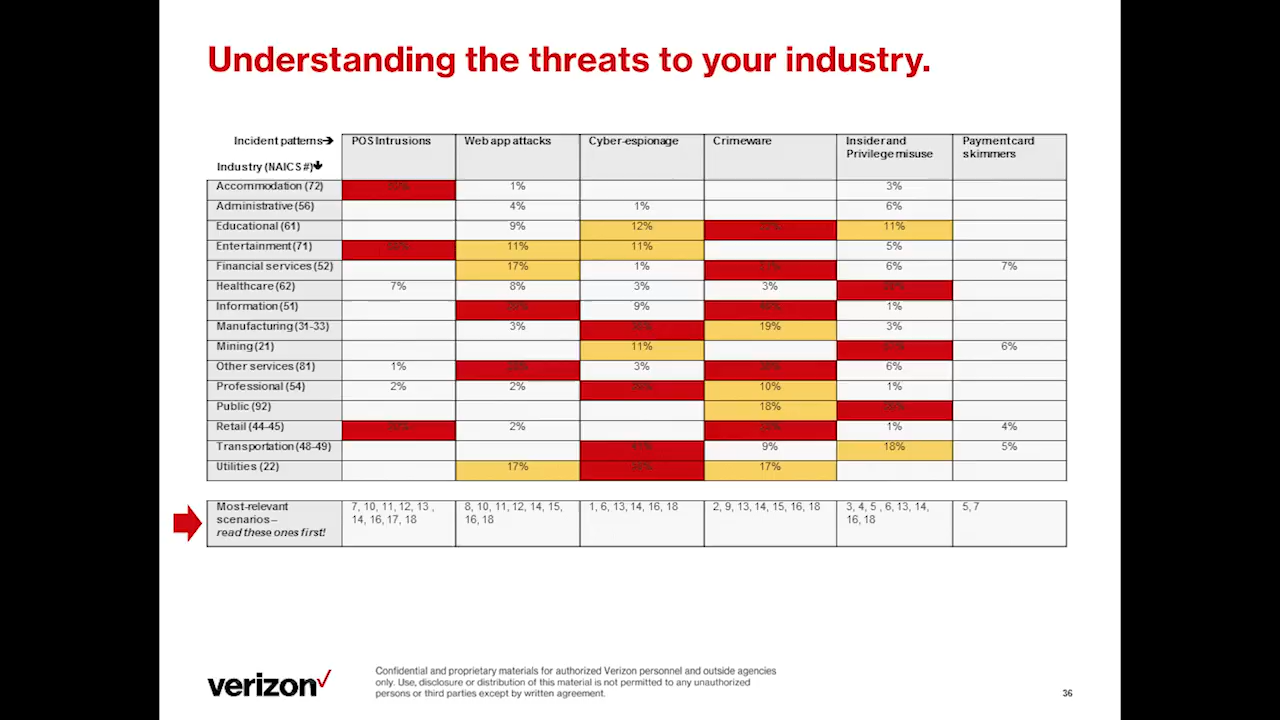 Understanding the threats to your industry.
Incident patterns→ POS Intrusions Web app attacks Cyber-espionage Crimeware Insider and Privilege misuse Payment card skimmers
Industry (NAICS #)↓
Accommodation (72) 1% 3%
Administrative (56) 4% 1% 6%
Educational (61) 9% 12% 11%
Entertainment (71) 11% 11% 5%
Financial services (52) 17% 1% 6% 7%
Healthcare (62) 7% 8% 3% 3%
Information (51) 9% 1%
Manufacturing (31-33) 3% 19% 3%
Mining (21) 11% 6%
Other services (81) 1% 3% 6%
Professional (54) 2% 2% 10% 1%
Public (92) 18%
Retail (44-45) 2% 1% 4%
Transportation (48-49) 9% 18% 5%
Utilities (22) 17% 17%
Most-relevant scenarios –
read these ones first!
7, 10, 11, 12, 13 ,
14, 16, 17, 18
8, 10, 11, 12, 14, 15,
16, 18
1, 6, 13, 14, 16, 18
2, 9, 13, 14, 15, 16, 18
3, 4, 5 , 6, 13, 14,
16, 18
5, 7
verizon
Confidential and proprietary materials for authorized Verizon personnel and outside agencies
only. Use, disclosure or distribution of this material is not permitted to any unauthorized
persons or third parties except by written agreement.
36